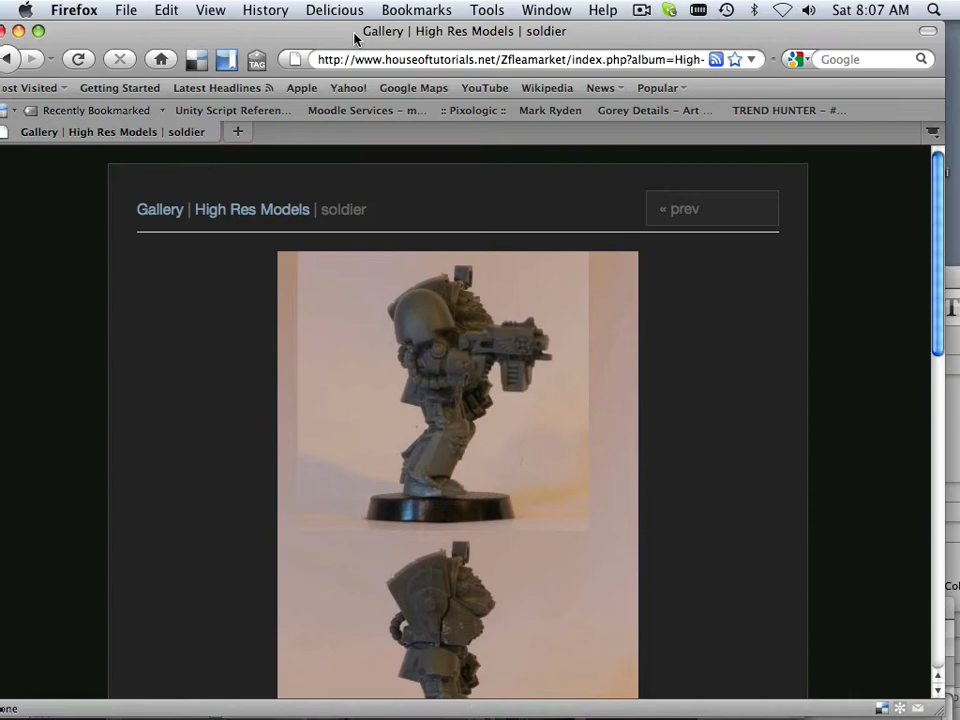 Firefox File Edit View History Delicious Bookmarks Tools Window Help Sat 8:07 AM
Gallery | High Res Models | soldier
http://www.houseoftutorials.net/Zfleamarket/index.php?album=High- Google
ost Visited Getting Started Latest Headlines Apple Yahoo! Google Maps YouTube Wikipedia News Popular
Recently Bookmarked Unity Script Referen... Moodle Services - m... :: Pixologic :: Mark Ryden Gorey Details - Art ... TREND HUNTER - #...
Gallery | High Res Models | soldier
Gallery | High Res Models | soldier « prev
one